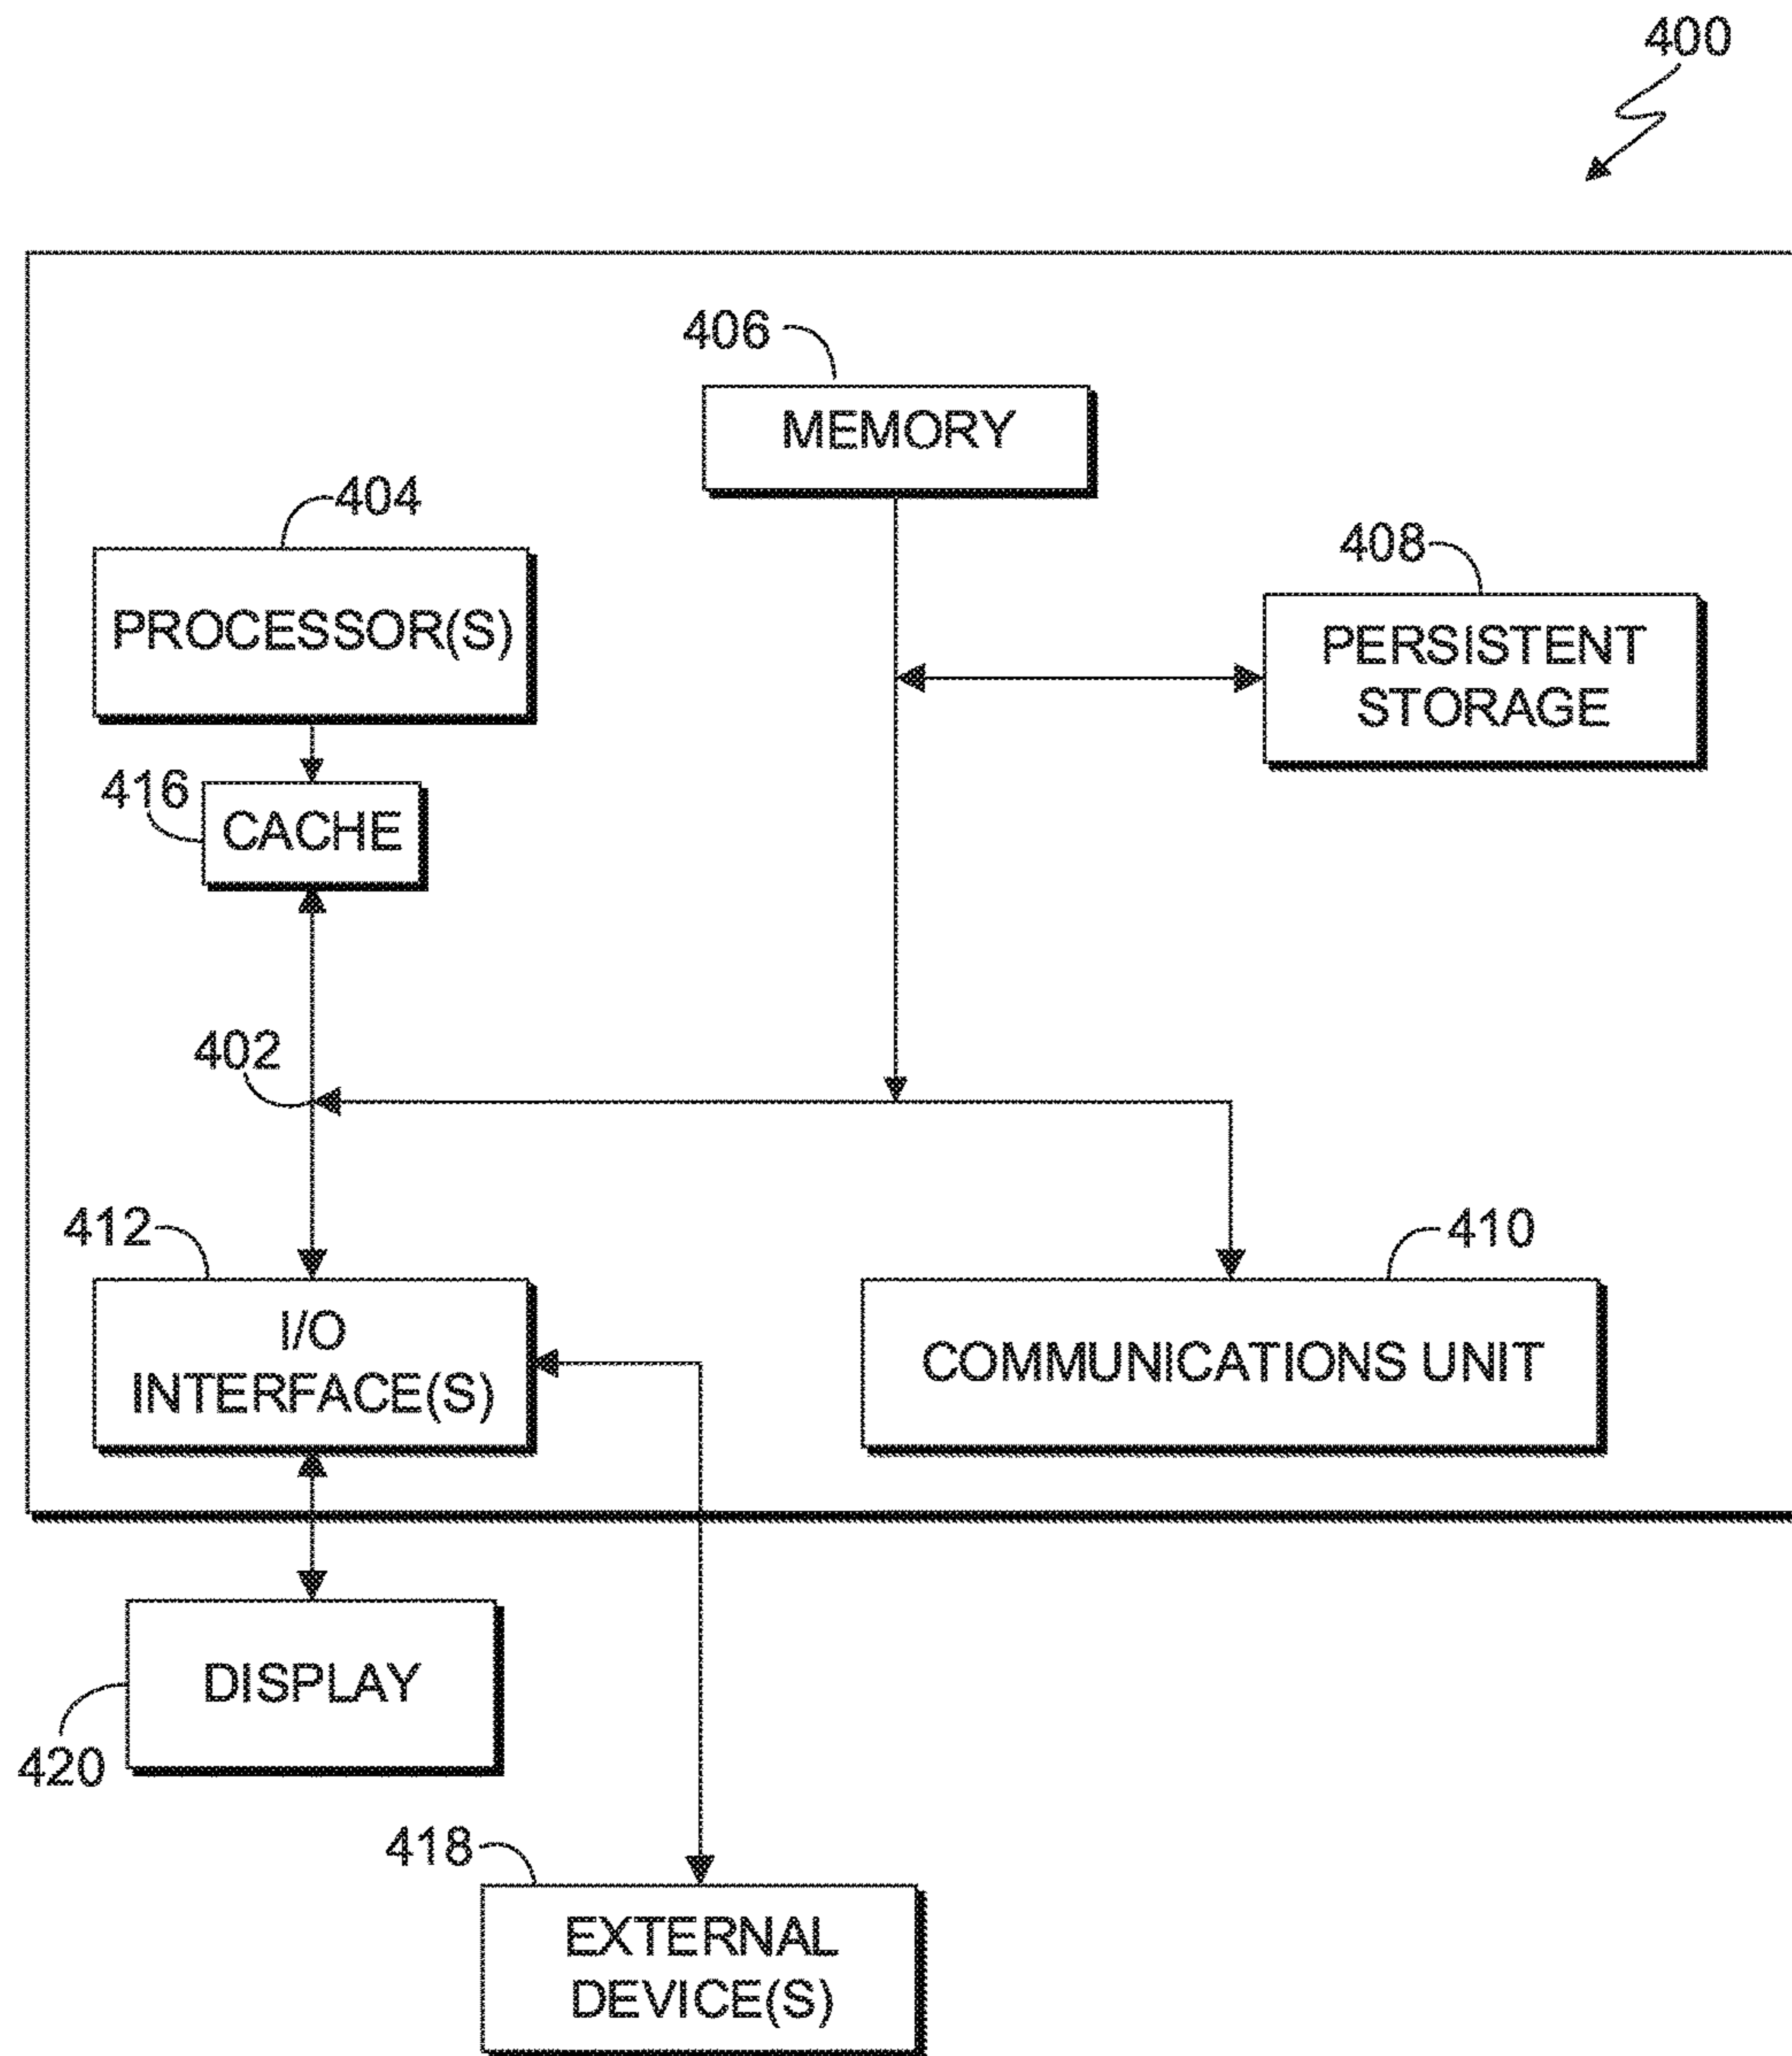 400
406
MEMORY
404
PROCESSOR(S)
408
PERSISTENT
STORAGE
416
CACHE
402
412
I/O
INTERFACE(S)
410
COMMUNICATIONS UNIT
DISPLAY
420
418
EXTERNAL
DEVICE(S)